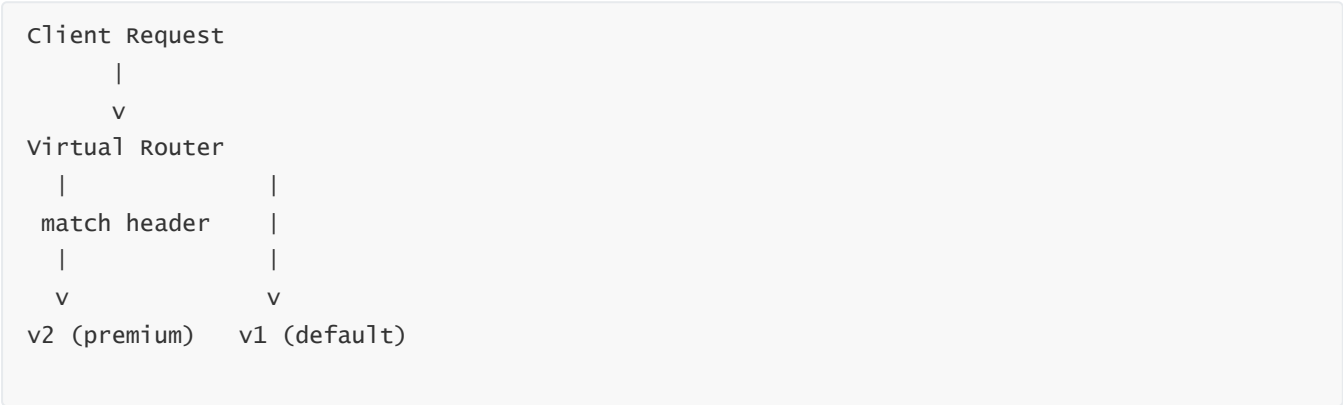 Client Request
      |
      v
Virtual Router
  |              |
 match header    |
  |              |
  v              v
v2 (premium)   v1 (default)